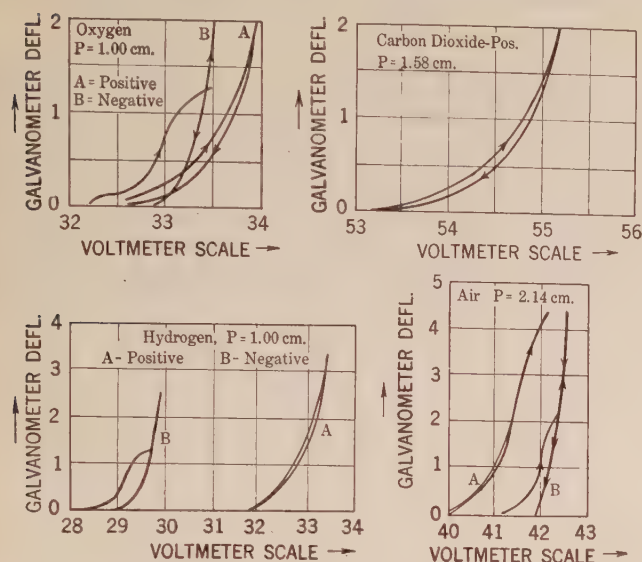 GALVANOMETER DEFL.
2
1
0
Oxygen
P = 1.00 cm.
A = Positive
B = Negative
B
A
32
33
34
VOLTMETER SCALE
GALVANOMETER DEFL.
2
1
0
Carbon Dioxide-Pos.
P = 1.58 cm.
53
54
55
56
VOLTMETER SCALE
GALVANOMETER DEFL.
4
3
2
1
0
Hydrogen, P = 1.00 cm.
A - Positive
B - Negative
B
A
28
29
30
32
33
34
VOLTMETER SCALE
GALVANOMETER DEFL.
5
4
3
2
1
0
Air P = 2.14 cm.
A
B
40
41
42
43
VOLTMETER SCALE